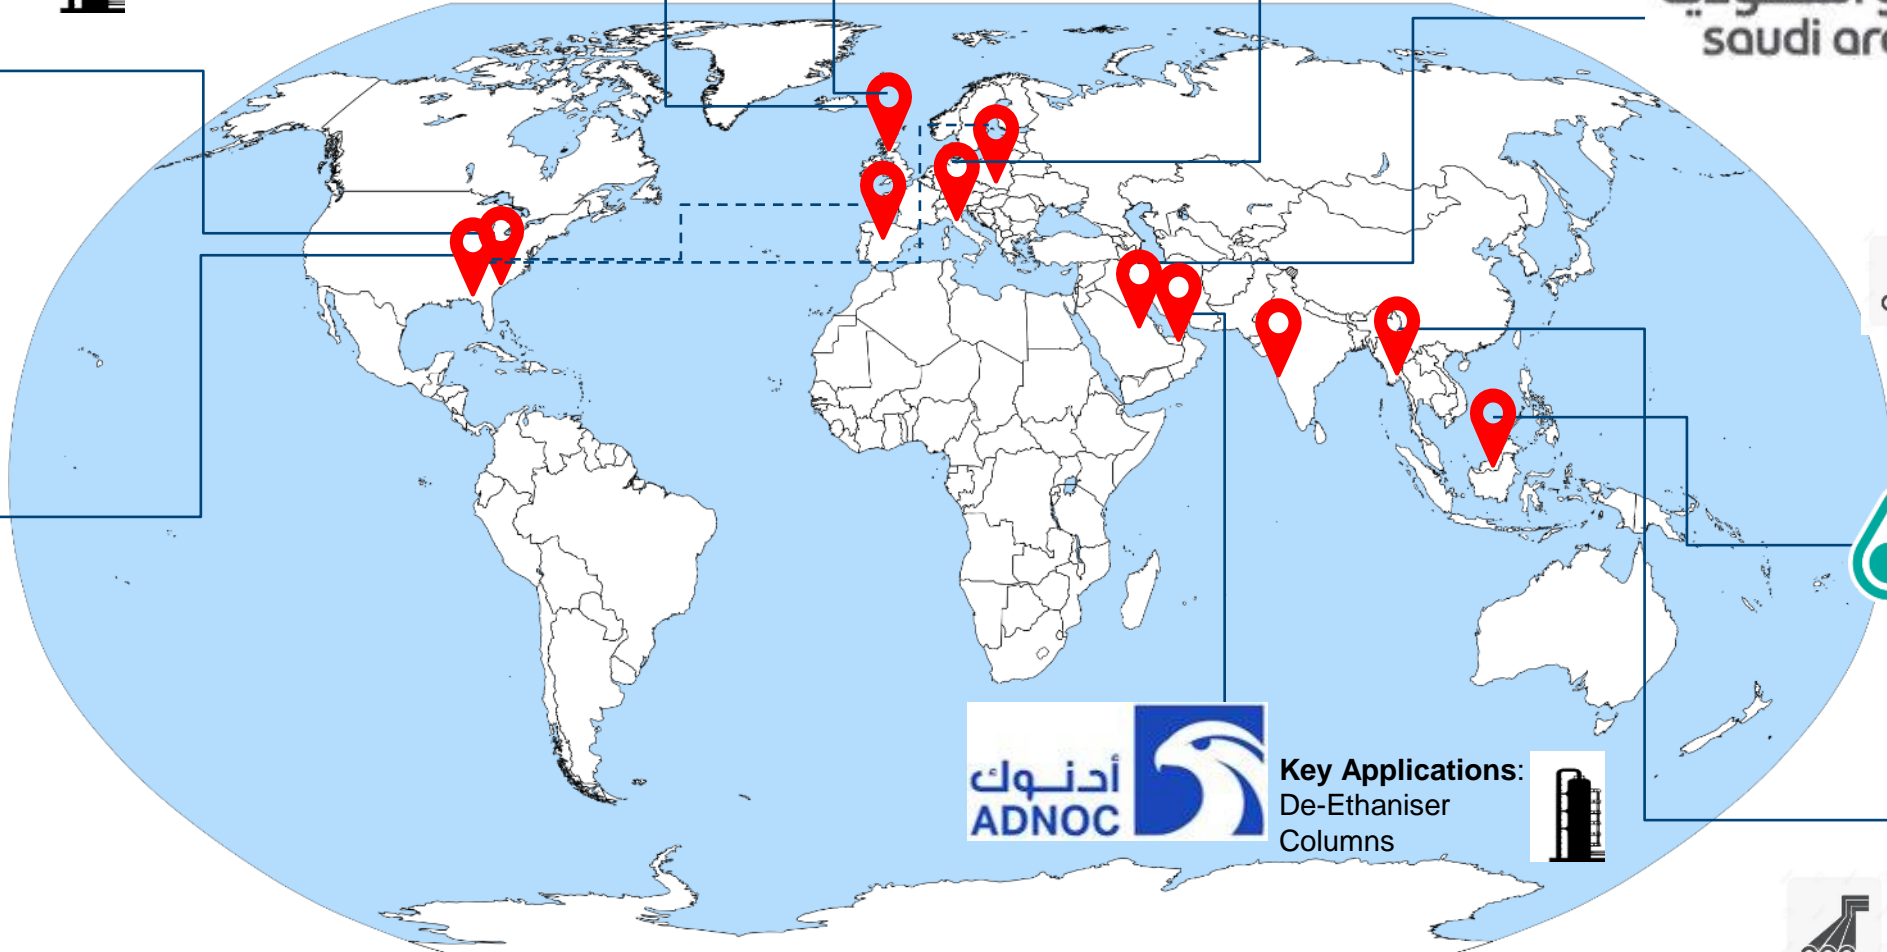 saudi ar
أدنوك
ADNOC
Key Applications:
De-Ethaniser
Columns